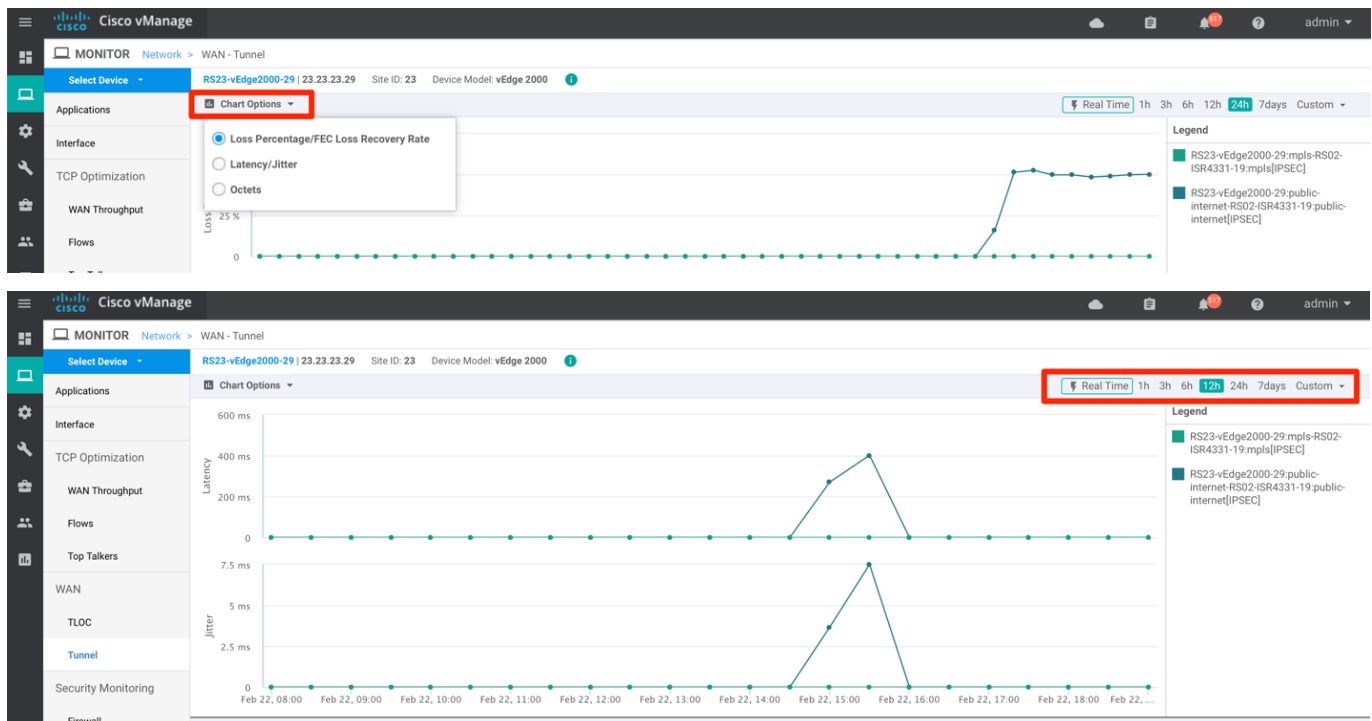 cisco Cisco vManage
517
admin
MONITOR Network > WAN - Tunnel
Select Device
RS23-vEdge2000-29 | 23.23.23.29 Site ID: 23 Device Model: vEdge 2000
Applications
Interface
TCP Optimization
WAN Throughput
Flows
Chart Options
Real Time 1h 3h 6h 12h 24h 7days Custom
Loss Percentage/FEC Loss Recovery Rate
Latency/Jitter
Octets
Loss
25 %
0
Legend
RS23-vEdge2000-29:mpls-RS02-
ISR4331-19:mpls[IPSEC]
RS23-vEdge2000-29:public-
internet-RS02-ISR4331-19:public-
internet[IPSEC]
cisco Cisco vManage
517
admin
MONITOR Network > WAN - Tunnel
Select Device
RS23-vEdge2000-29 | 23.23.23.29 Site ID: 23 Device Model: vEdge 2000
Applications
Interface
TCP Optimization
WAN Throughput
Flows
Top Talkers
WAN
TLOC
Tunnel
Security Monitoring
Firewall
Chart Options
Real Time 1h 3h 6h 12h 24h 7days Custom
600 ms
400 ms
200 ms
0
Latency
7.5 ms
5 ms
2.5 ms
0
Jitter
Feb 22, 08:00 Feb 22, 09:00 Feb 22, 10:00 Feb 22, 11:00 Feb 22, 12:00 Feb 22, 13:00 Feb 22, 14:00 Feb 22, 15:00 Feb 22, 16:00 Feb 22, 17:00 Feb 22, 18:00 Feb 22, ...
Legend
RS23-vEdge2000-29:mpls-RS02-
ISR4331-19:mpls[IPSEC]
RS23-vEdge2000-29:public-
internet-RS02-ISR4331-19:public-
internet[IPSEC]